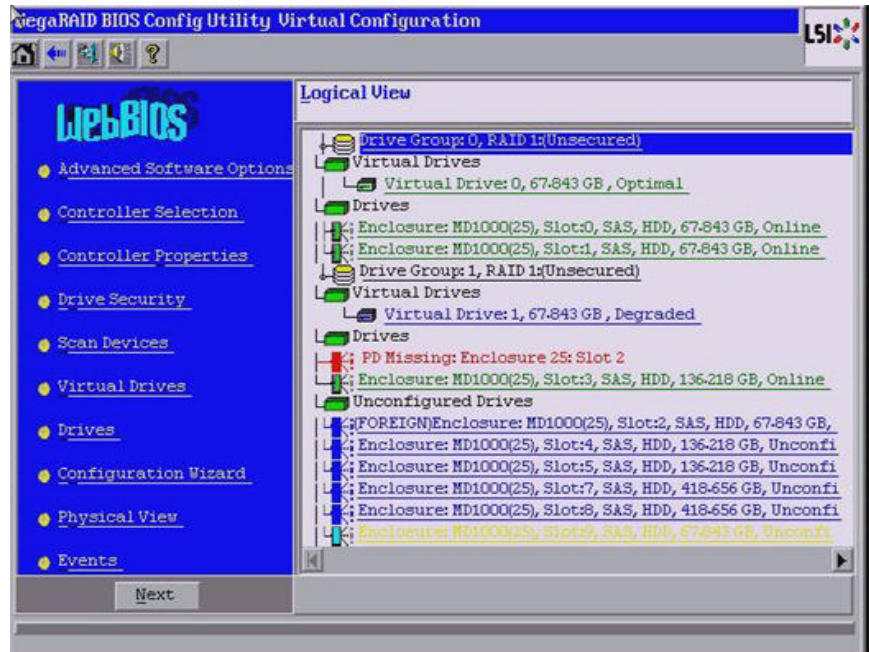 MegaRAID BIOS Config Utility Virtual Configuration
LSI
?
WebBIOS
Advanced Software Options
Controller Selection
Controller Properties
Drive Security
Scan Devices
Virtual Drives
Drives
Configuration Wizard
Physical View
Events
Next
Logical View
Drive Group: 0, RAID 1:(Unsecured)
Virtual Drives
Virtual Drive: 0, 67.843 GB , Optimal
Drives
Enclosure: MD1000(25), Slot:0, SAS, HDD, 67.843 GB, Online
Enclosure: MD1000(25), Slot:1, SAS, HDD, 67.843 GB, Online
Drive Group: 1, RAID 1:(Unsecured)
Virtual Drives
Virtual Drive: 1, 67.843 GB , Degraded
Drives
PD Missing: Enclosure 25: Slot 2
Enclosure: MD1000(25), Slot:3, SAS, HDD, 136.218 GB, Online
Unconfigured Drives
(FOREIGN)Enclosure: MD1000(25), Slot:2, SAS, HDD, 67.843 GB,
Enclosure: MD1000(25), Slot:4, SAS, HDD, 136.218 GB, Unconfi
Enclosure: MD1000(25), Slot:5, SAS, HDD, 136.218 GB, Unconfi
Enclosure: MD1000(25), Slot:7, SAS, HDD, 418.656 GB, Unconfi
Enclosure: MD1000(25), Slot:8, SAS, HDD, 418.656 GB, Unconfi
Enclosure: MD1000(25), Slot:9, SAS, HDD, 67.843 GB, Unconfi